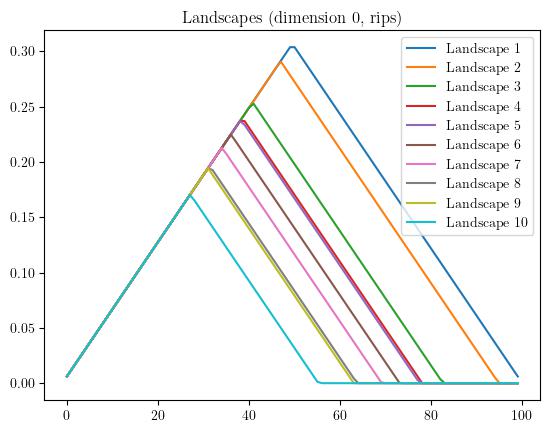 Landscapes (dimension 0, rips)
0.30
0.25
0.20
0.15
0.10
0.05
0.00
0
20
40
60
80
100
Landscape 1
Landscape 2
Landscape 3
Landscape 4
Landscape 5
Landscape 6
Landscape 7
Landscape 8
Landscape 9
Landscape 10